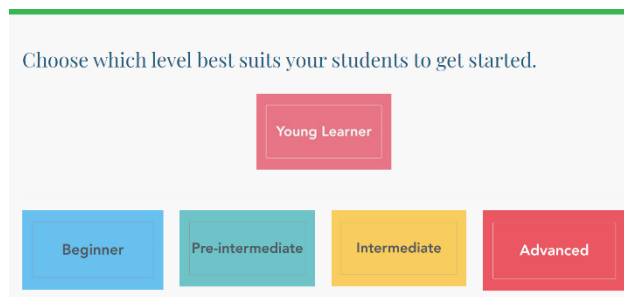 Choose which level best suits your students to get started.
Young Learner
Beginner
Pre-intermediate
Intermediate
Advanced